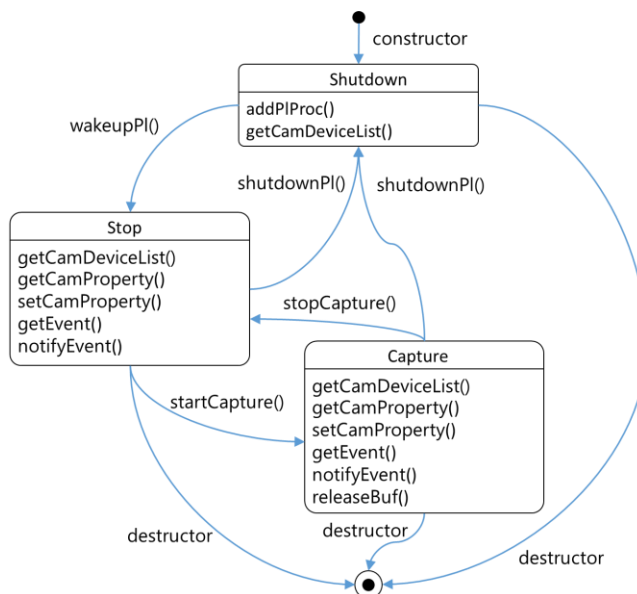 constructor
Shutdown
addPlProc()
getCamDeviceList()
wakeupPl()
shutdownPl()
shutdownPl()
Stop
getCamDeviceList()
getCamProperty()
setCamProperty()
getEvent()
notifyEvent()
stopCapture()
Capture
getCamDeviceList()
getCamProperty()
setCamProperty()
getEvent()
notifyEvent()
releaseBuf()
startCapture()
destructor
destructor
destructor